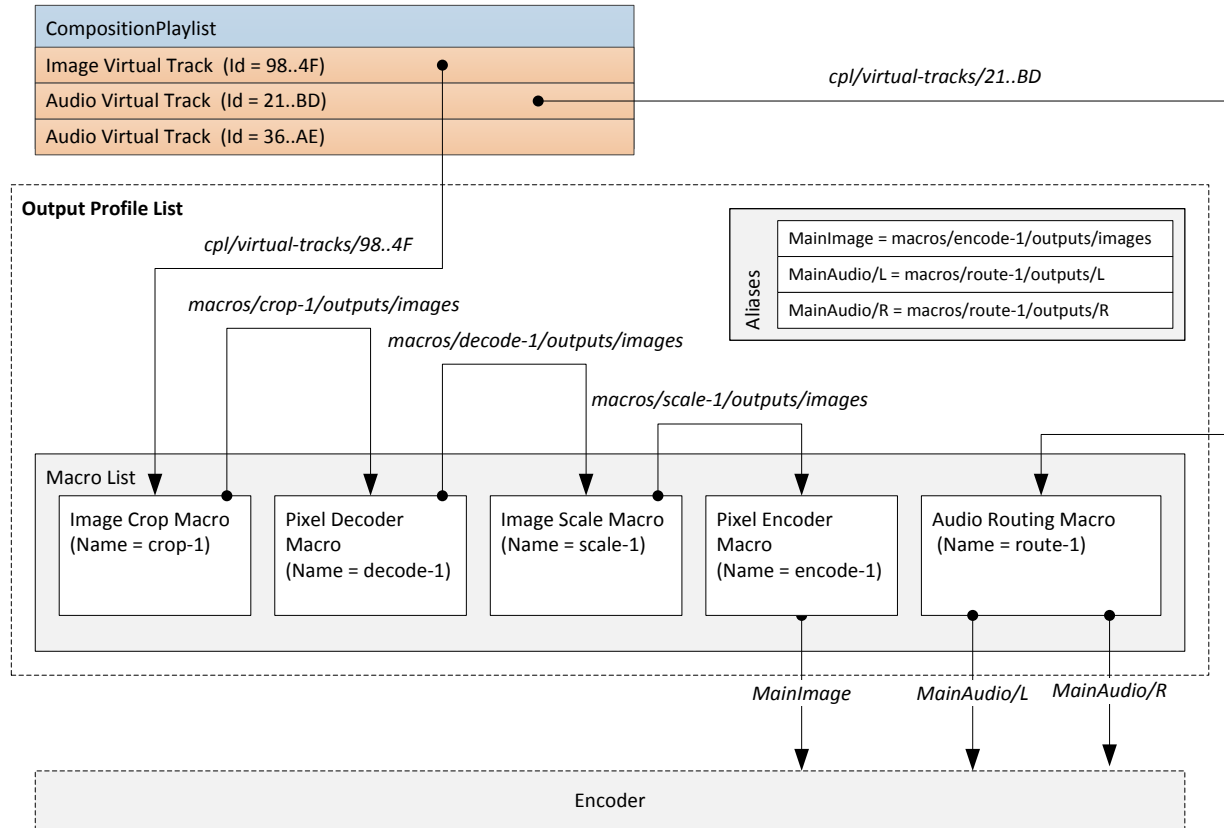 CompositionPlaylist
Image Virtual Track (Id = 98..4F)
Audio Virtual Track (Id = 21..BD)
Audio Virtual Track (Id = 36..AE)
cpl/virtual-tracks/21..BD
Output Profile List
cpl/virtual-tracks/98..4F
macros/crop-1/outputs/images
macros/decode-1/outputs/images
macros/scale-1/outputs/images
Aliases
MainImage = macros/encode-1/outputs/images
MainAudio/L = macros/route-1/outputs/L
MainAudio/R = macros/route-1/outputs/R
Macro List
Image Crop Macro
(Name = crop-1)
Pixel Decoder
Macro
(Name = decode-1)
Image Scale Macro
(Name = scale-1)
Pixel Encoder
Macro
(Name = encode-1)
Audio Routing Macro
(Name = route-1)
MainImage
MainAudio/L
MainAudio/R
Encoder